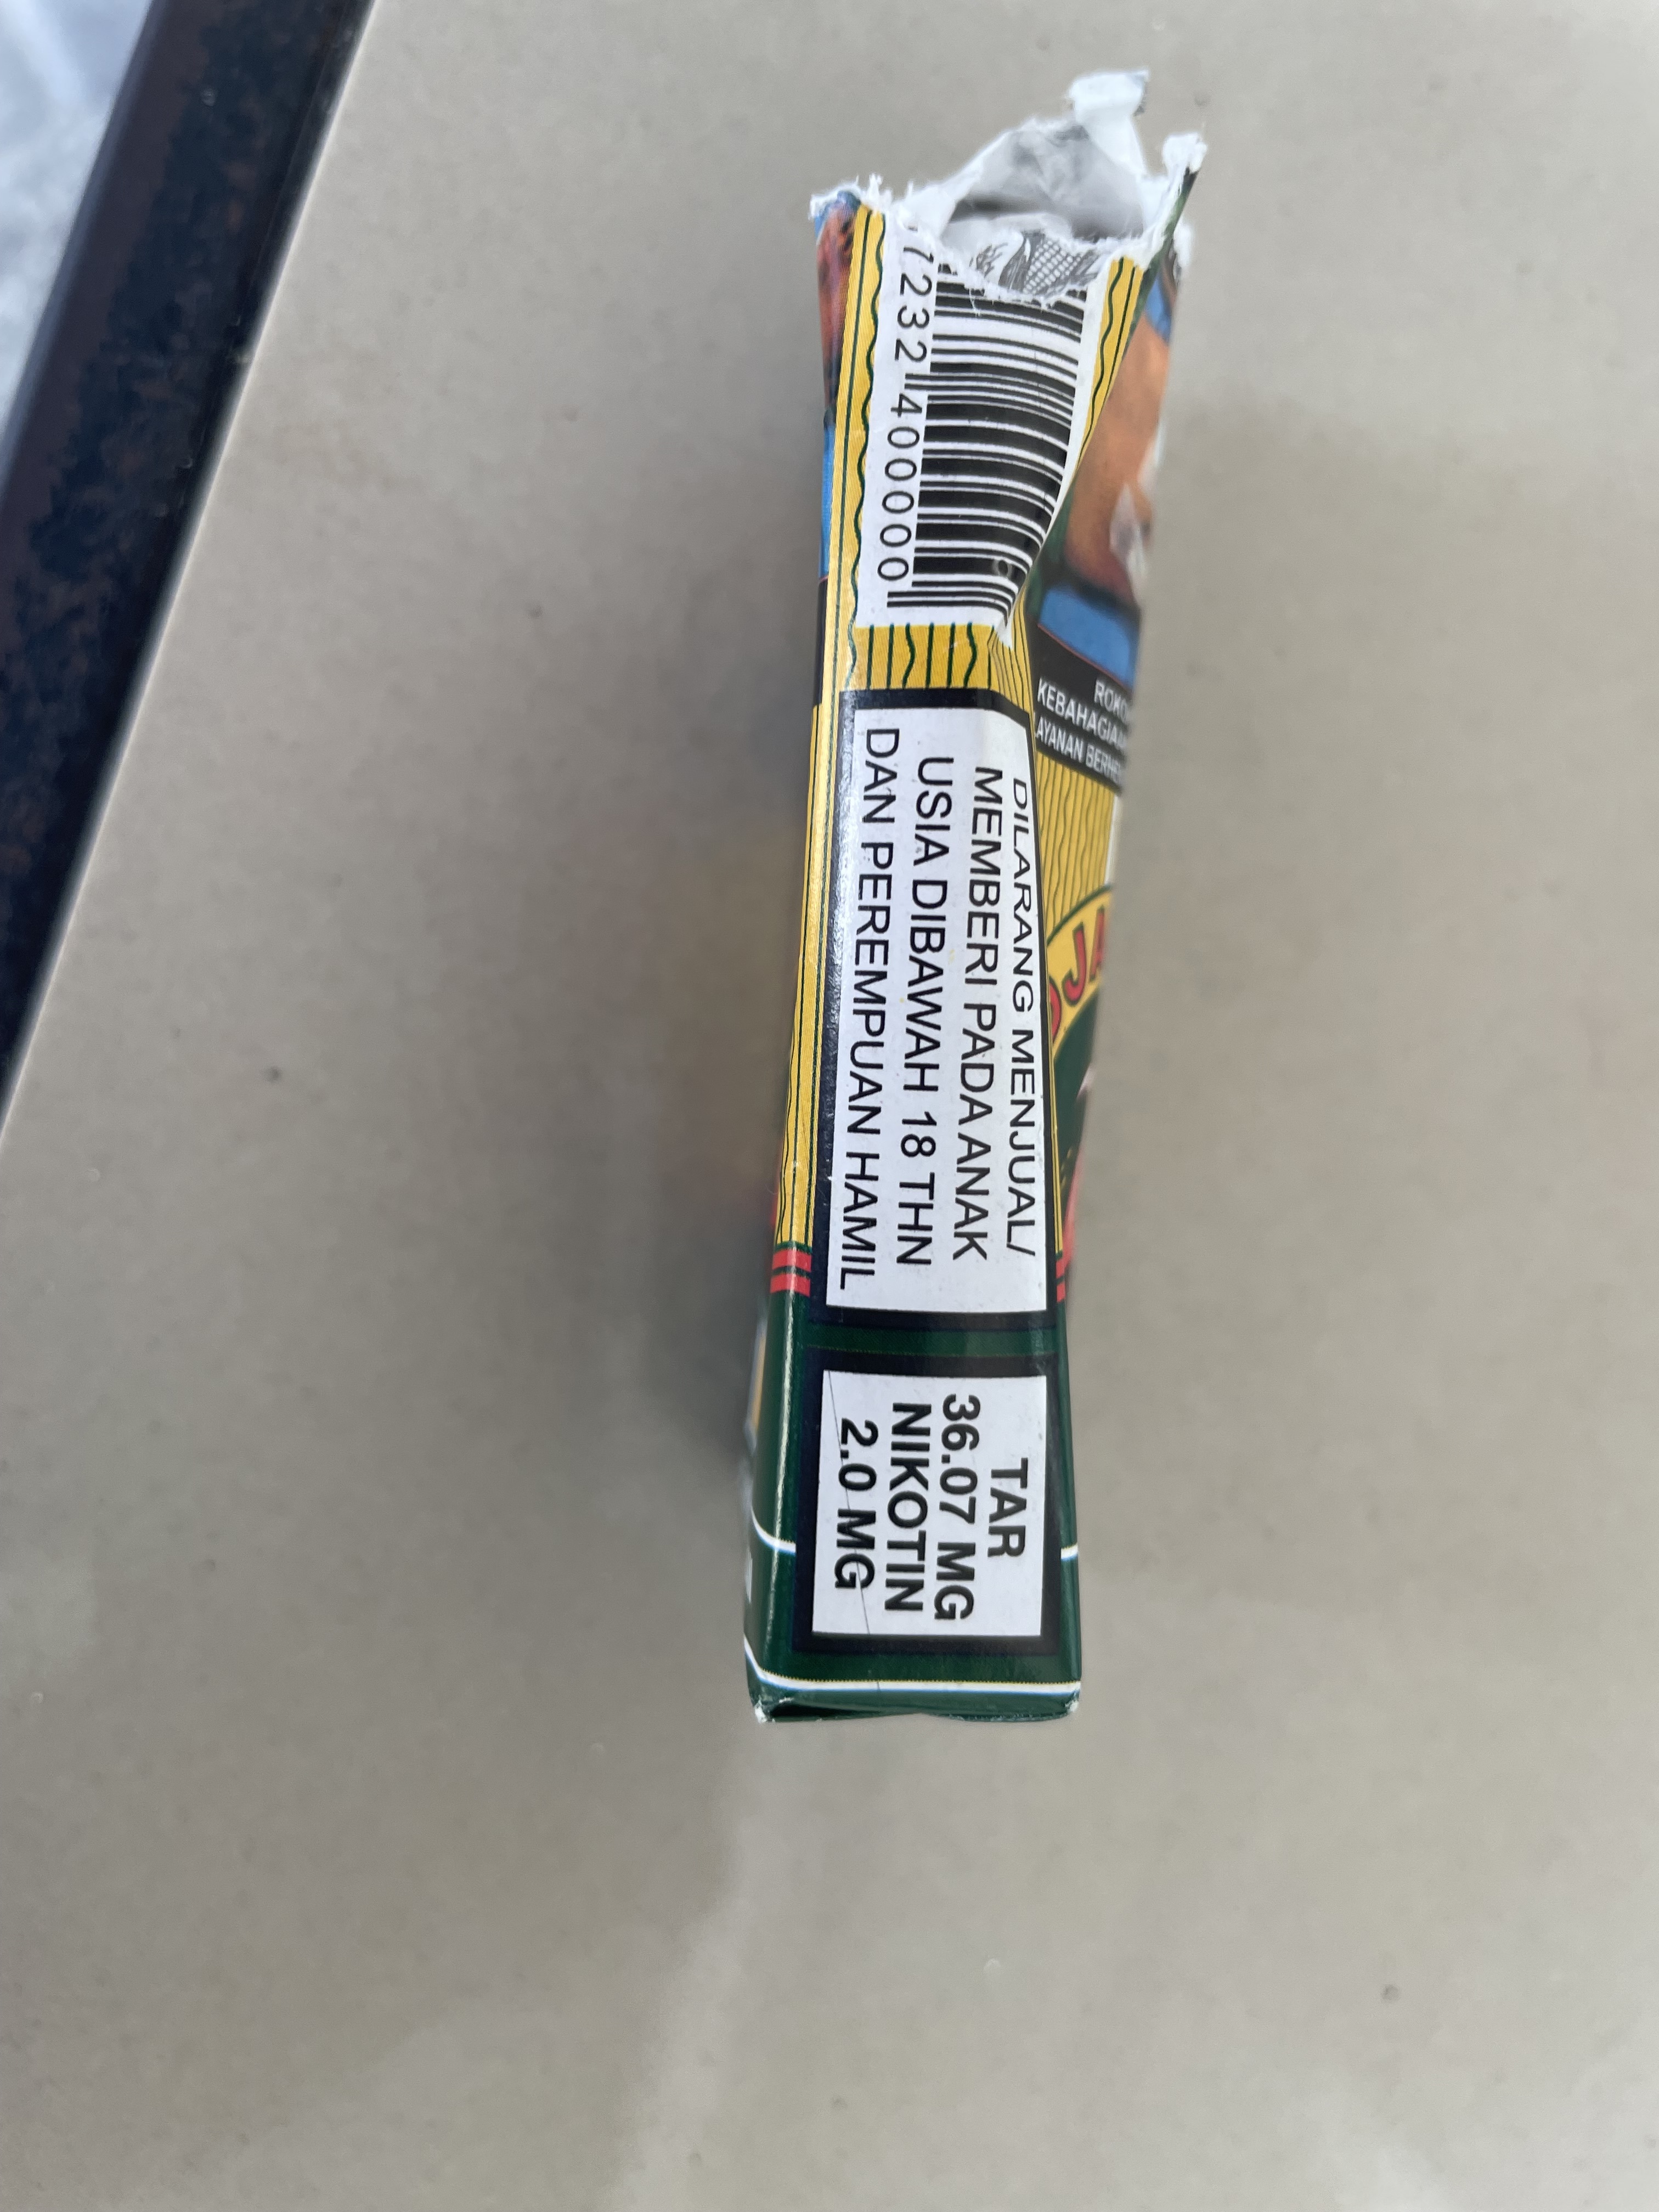 232 400000
DILARANG MENJUAL/
MEMBERI PADA ANAK
USIA DIBAWAH 18 THN
DAN PEREMPUAN HAMIL
TAR
36.07 MG
NIKOTIN
2.0 MG